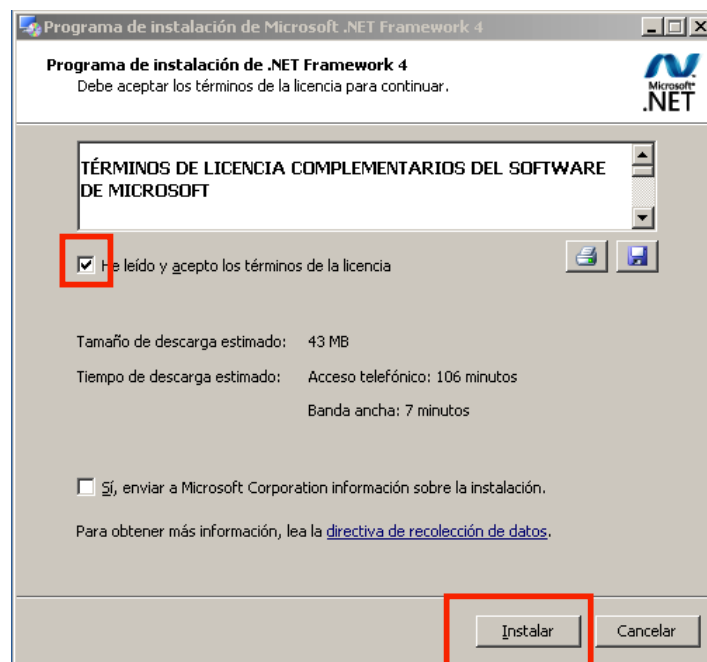 Programa de instalación de Microsoft .NET Framework 4
Programa de instalación de .NET Framework 4
Debe aceptar los términos de la licencia para continuar.
Microsoft
.NET
TÉRMINOS DE LICENCIA COMPLEMENTARIOS DEL SOFTWARE
DE MICROSOFT
He leído y acepto los términos de la licencia
Tamaño de descarga estimado: 43 MB
Tiempo de descarga estimado: Acceso telefónico: 106 minutos
Banda ancha: 7 minutos
Sí, enviar a Microsoft Corporation información sobre la instalación.
Para obtener más información, lea la directiva de recolección de datos.
Instalar Cancelar